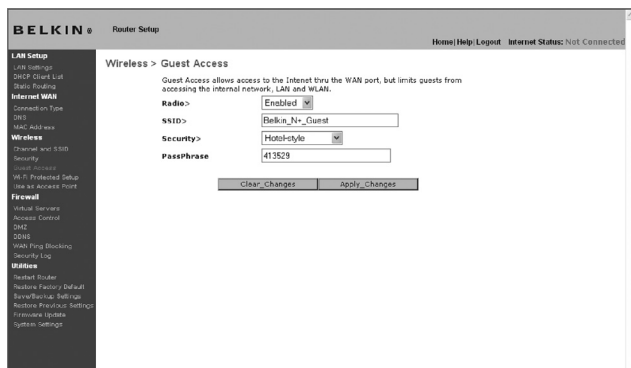 BELKIN
Router Setup
Home|Help|Logout Internet Status: Not Connected
LAN Setup
LAN Settings
DHCP Client List
Static Routing
Internet WAN
Connection Type
DNS
MAC Address
Wireless
Channel and SSID
Security
Guest Access
Wi-Fi Protected Setup
Use as Access Point
Firewall
Virtual Servers
Access Control
DMZ
DDNS
WAN Ping Blocking
Security Log
Utilities
Restart Router
Restore Factory Default
Save/Backup Settings
Restore Previous Settings
Firmware Update
System Settings
Wireless > Guest Access
Guest Access allows access to the Intenet thru the WAN port, but limits guests from
accessing the internal network, LAN and WLAN.
Radio> Enabled
SSID> Belkin_N+_Guest
Security> Hotel-style
PassPhrase 413529
Clear_Changes Apply_Changes